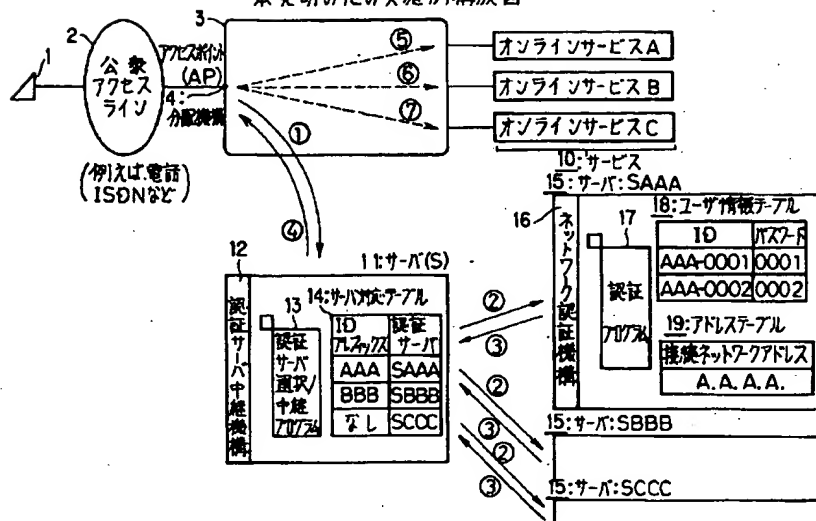 3
2
1
公衆
アクセス
ライン
(例えば電話
ISDNなど)
アクセスポイント
(AP)
4:
分配機構
⑤
⑥
⑦
①
④
オンラインサービスA
オンラインサービスB
オンラインサービスC
10:サービス
11:サーバ(S)
12
認証サーバ中継機構
13
認証
サーバ
選択/
中継
プログラム
14:サーバ対応テーブル
ID
プレフィックス
認証
サーバ
AAA SAAA
BBB SBBB
なし SCCC
②
③
②
③
②
③
15:サーバ:SAAA
16
ネットワーク認証機構
17
認証
プログラム
18:ユーザ情報テーブル
ID パスワード
AAA-0001 0001
AAA-0002 0002
19:アドレステーブル
接続ネットワークアドレス
A.A.A.A.
15:サーバ:SBBB
15:サーバ:SCCC